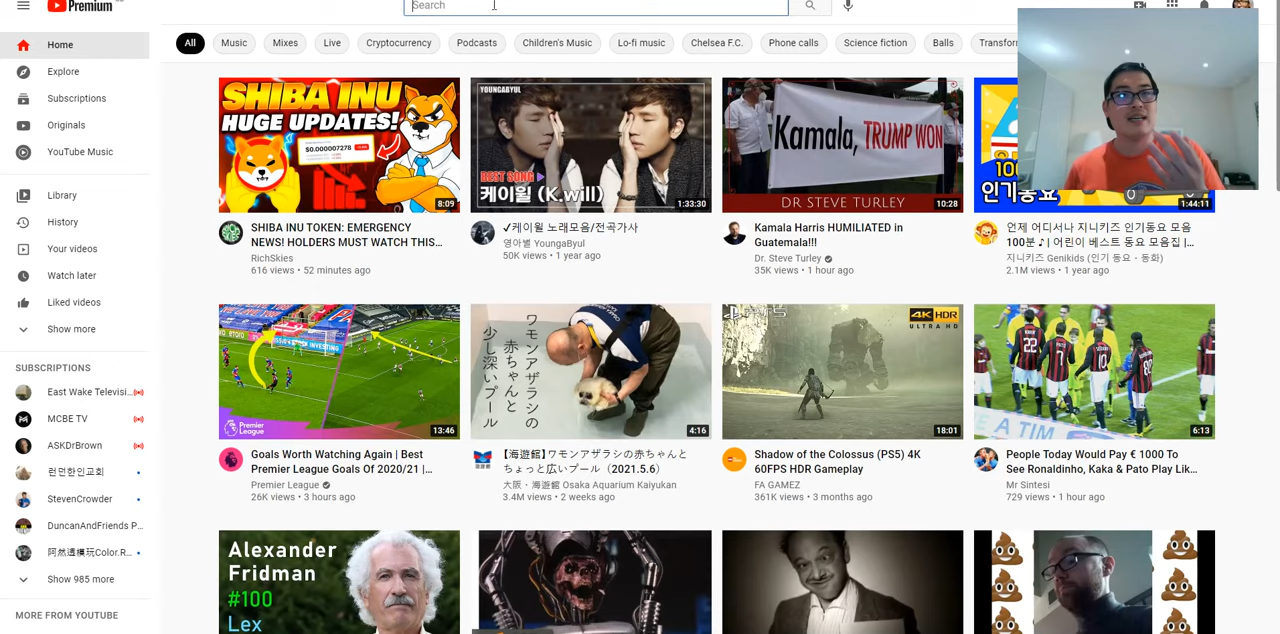 Premium
Search
Home
Explore
Subscriptions
Originals
YouTube Music
Library
History
Your videos
Watch later
Liked videos
Show more
SUBSCRIPTIONS
East Wake Televisi...
MCBE TV
ASKDrBrown
런던한인교회
StevenCrowder
DuncanAndFriends P...
阿然透模玩Color.R...
Show 985 more
MORE FROM YOUTUBE
All
Music
Mixes
Live
Cryptocurrency
Podcasts
Children's Music
Lo-fi music
Chelsea F.C.
Phone calls
Science fiction
Balls
Transform
SHIBA INU
HUGE UPDATES!
$0.000007278
8:09
SHIBA INU TOKEN: EMERGENCY
NEWS! HOLDERS MUST WATCH THIS...
RichSkies
616 views • 52 minutes ago
YOUNGABYUL
BEST SONG
케이윌 (K.will)
1:33:30
✓케이윌 노래모음/전곡가사
영아별 YoungaByul
50K views • 1 year ago
Kamala, TRUMP WON
DR STEVE TURLEY
10:28
Kamala Harris HUMILIATED in
Guatemala!!!
Dr. Steve Turley
35K views • 1 hour ago
인기동요
1:44:11
언제 어디서나 지니키즈 인기동요 모음
100분 ♪ | 어린이 베스트 동요 모음집 |...
지니키즈 Genikids (인기 동요 - 동화)
2.1M views • 1 year ago
Premier
League
13:46
Goals Worth Watching Again | Best
Premier League Goals Of 2020/21 |...
Premier League
26K views • 3 hours ago
ワモンアザラシの
赤ちゃんと
少し深いプール
4:16
【海遊館】ワモンアザラシの赤ちゃんと
ちょっと広いプール（2021.5.6）
大阪・海遊館 Osaka Aquarium Kaiyukan
3.4M views • 2 weeks ago
PS5
4K HDR
ULTRA HD
18:01
Shadow of the Colossus (PS5) 4K
60FPS HDR Gameplay
FA GAMEZ
361K views • 3 months ago
22
7
10
A TIM
6:13
People Today Would Pay € 1000 To
See Ronaldinho, Kaka & Pato Play Lik...
Mr Sintesi
729 views • 1 hour ago
Alexander
Fridman
#100
Lex